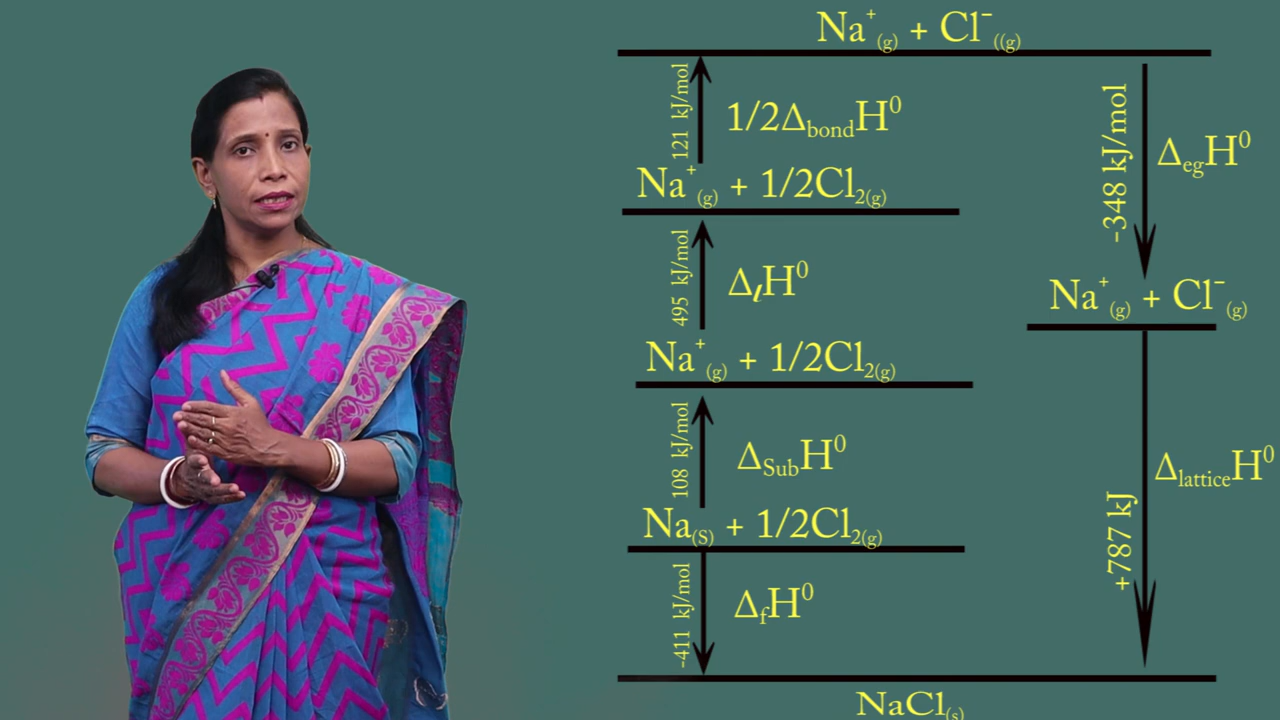 Na⁺(g) + Cl⁻((g)
121 kJ/mol
1/2ΔbondH⁰
Na⁺(g) + 1/2Cl2(g)
495 kJ/mol
ΔıH⁰
Na⁺(g) + 1/2Cl2(g)
108 kJ/mol
ΔSubH⁰
Na(S) + 1/2Cl2(g)
-411 kJ/mol
ΔfH⁰
-348 kJ/mol
ΔegH⁰
Na⁺(g) + Cl⁻(g)
+787 kJ
ΔlatticeH⁰
NaCl(s)